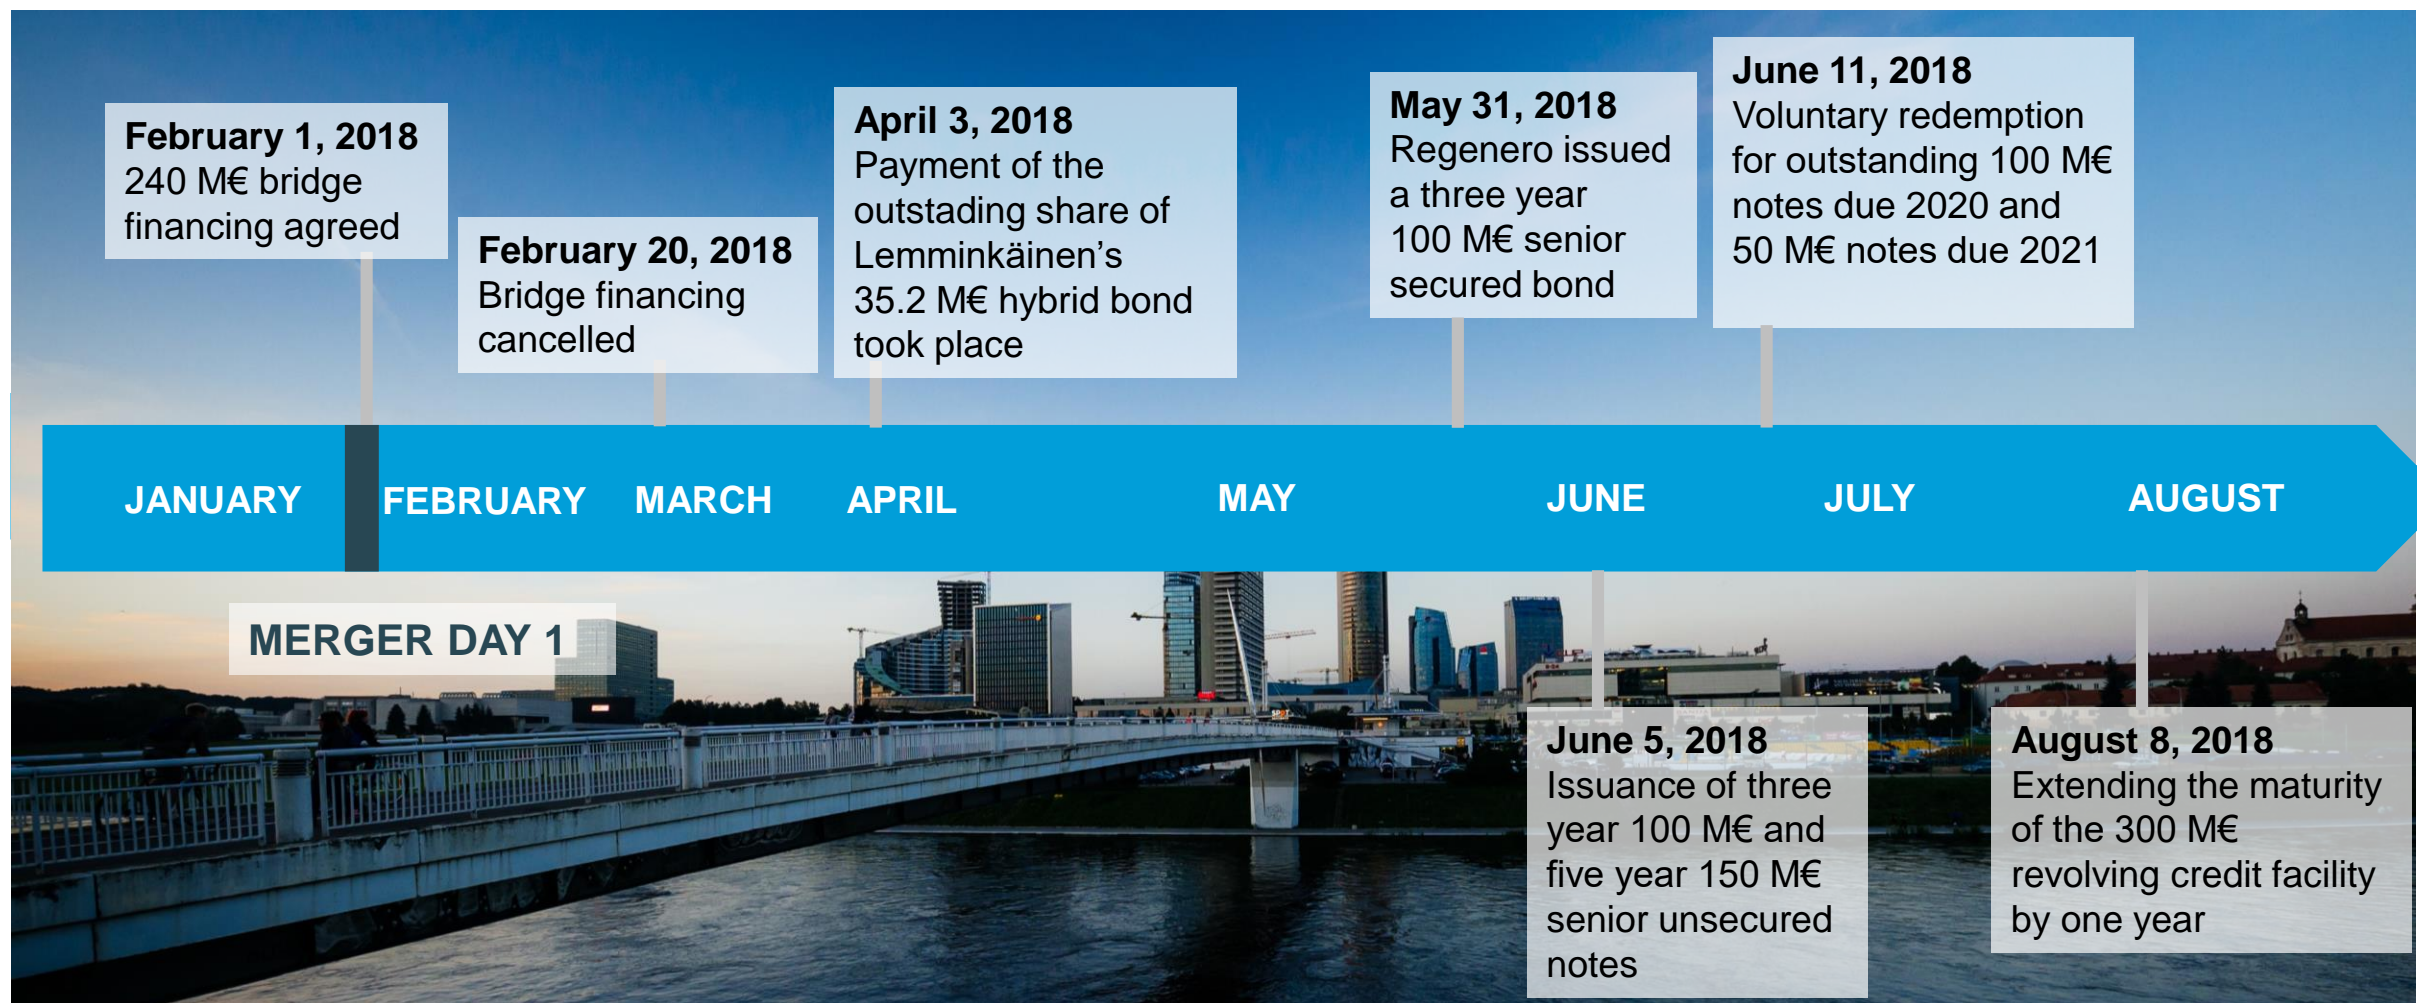 February 1, 2018
240 M€ bridge
financing agreed
February 20, 2018
Bridge financing
cancelled
April 3, 2018
Payment of the
outstading share of
Lemminkäinen’s
35.2 M€ hybrid bond
took place
May 31, 2018
Regenero issued
a three year
100 M€ senior
secured bond
June 11, 2018
Voluntary redemption
for outstanding 100 M€
notes due 2020 and
50 M€ notes due 2021
JANUARY
FEBRUARY
MARCH
APRIL
MAY
JUNE
JULY
AUGUST
MERGER DAY 1
June 5, 2018
Issuance of three
year 100 M€ and
five year 150 M€
senior unsecured
notes
August 8, 2018
Extending the maturity
of the 300 M€
revolving credit facility
by one year